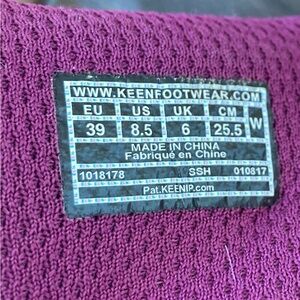 WWW.KEENFOOTWEAR.COM
EU US UK CM
39 8.5 6 25.5 W
MADE IN CHINA
Fabriqué en Chine
1018178 SSH 010817
Pat.KEENIP.com